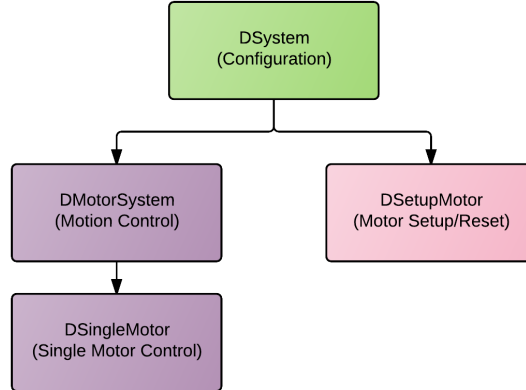 DSystem
(Configuration)
DMotorSystem
(Motion Control)
DSetupMotor
(Motor Setup/Reset)
DSingleMotor
(Single Motor Control)